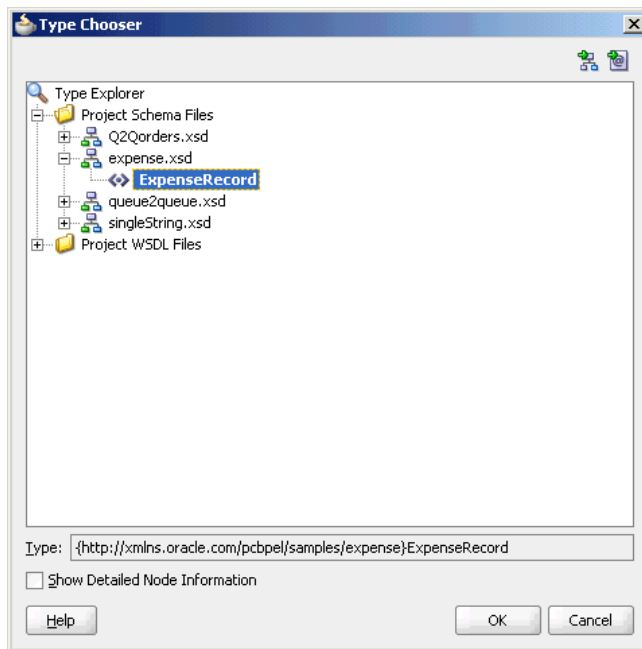 Type Chooser
Type Explorer
Project Schema Files
Q2Qorders.xsd
expense.xsd
ExpenseRecord
queue2queue.xsd
singleString.xsd
Project WSDL Files
Type: {http://xmlns.oracle.com/pcbpel/samples/expense}ExpenseRecord
Show Detailed Node Information
Help OK Cancel